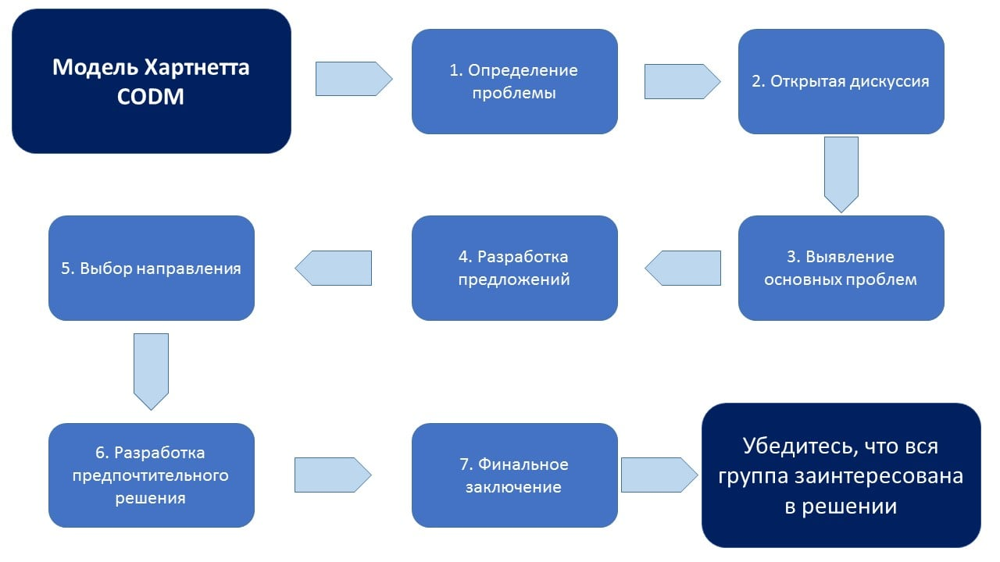 Модель Хартнетта
CODM
1. Определение
проблемы
2. Открытая дискуссия
3. Выявление
основных проблем
4. Разработка
предложений
5. Выбор направления
6. Разработка
предпочтительного
решения
7. Финальное
заключение
Убедитесь, что вся
группа заинтересована
в решении